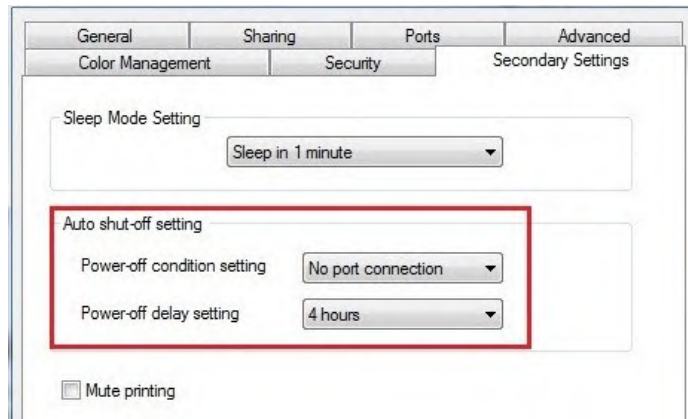 General Sharing Ports Advanced
Color Management Security Secondary Settings
Sleep Mode Setting
Sleep in 1 minute
Auto shut-off setting
Power-off condition setting No port connection
Power-off delay setting 4 hours
Mute printing